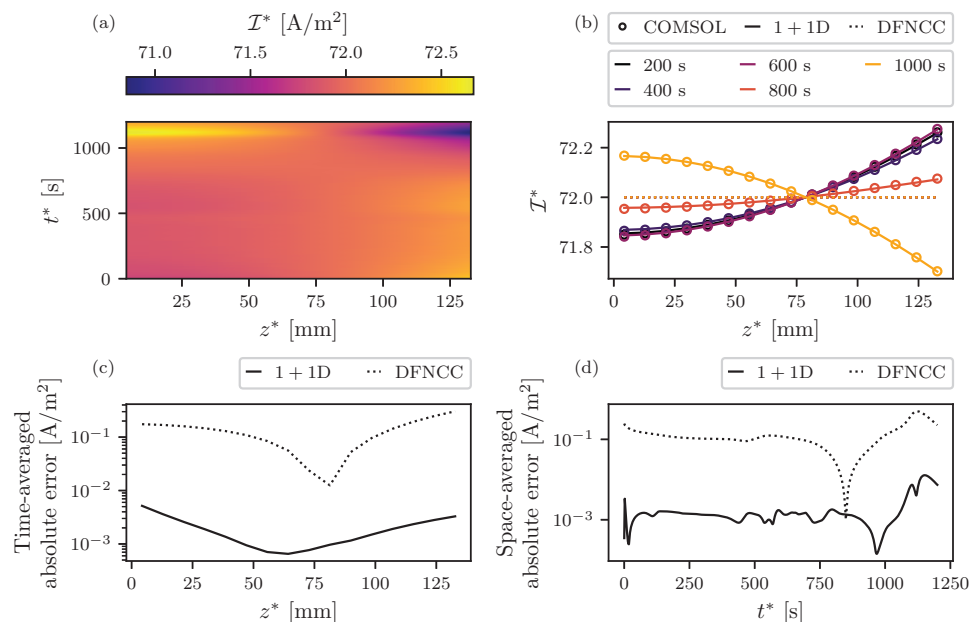 (a)
𝓘* [A/m²]
71.0 71.5 72.0 72.5
1000
500
0
t* [s]
25 50 75 100 125
z* [mm]
(b)
COMSOL 1 + 1D DFNCC
200 s 600 s 1000 s
400 s 800 s
72.2
72.0
71.8
𝓘*
0 25 50 75 100 125
z* [mm]
(c)
1 + 1D DFNCC
Time-averaged
absolute error [A/m²]
10⁻¹
10⁻²
10⁻³
0 25 50 75 100 125
z* [mm]
(d)
1 + 1D DFNCC
Space-averaged
absolute error [A/m²]
10⁻¹
10⁻³
0 250 500 750 1000 1250
t* [s]